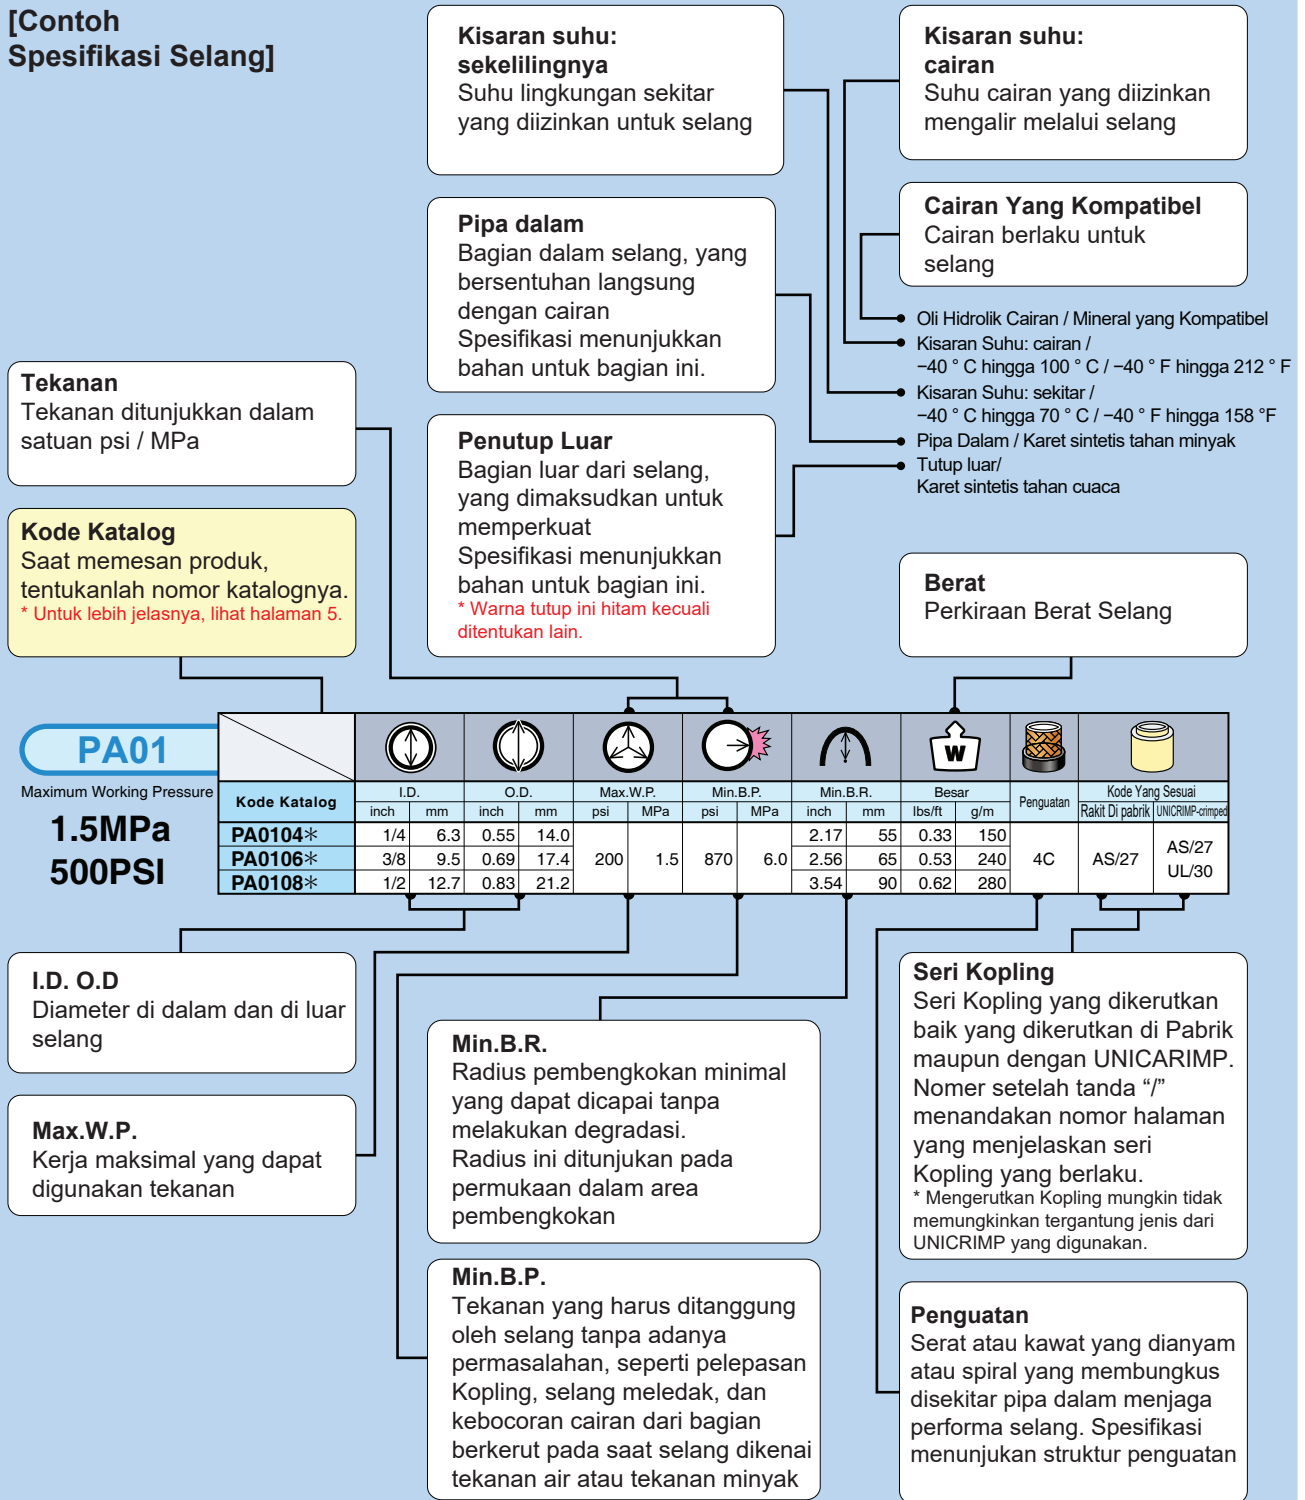 [Contoh
Spesifikasi Selang]
Kisaran suhu:
sekelilingnya
Suhu lingkungan sekitar
yang diizinkan untuk selang
Kisaran suhu:
cairan
Suhu cairan yang diizinkan
mengalir melalui selang
Pipa dalam
Bagian dalam selang, yang
bersentuhan langsung
dengan cairan
Spesifikasi menunjukkan
bahan untuk bagian ini.
Cairan Yang Kompatibel
Cairan berlaku untuk
selang
Oli Hidrolik Cairan / Mineral yang Kompatibel
Kisaran Suhu: cairan /
−40 ° C hingga 100 ° C / −40 ° F hingga 212 ° F
Kisaran Suhu: sekitar /
−40 ° C hingga 70 ° C / −40 ° F hingga 158 °F
Pipa Dalam / Karet sintetis tahan minyak
Tutup luar/
Karet sintetis tahan cuaca
Tekanan
Tekanan ditunjukkan dalam
satuan psi / MPa
Penutup Luar
Bagian luar dari selang,
yang dimaksudkan untuk
memperkuat
Spesifikasi menunjukkan
bahan untuk bagian ini.
* Warna tutup ini hitam kecuali
ditentukan lain.
Kode Katalog
Saat memesan produk,
tentukanlah nomor katalognya.
* Untuk lebih jelasnya, lihat halaman 5.
Berat
Perkiraan Berat Selang
PA01
Maximum Working Pressure
1.5MPa
500PSI
W
Kode Katalog I.D. O.D. Max.W.P. Min.B.P. Min.B.R. Besar Penguatan Kode Yang Sesuai
inch mm inch mm psi MPa psi MPa inch mm lbs/ft g/m Rakit Di pabrik UNICRIMP-crimped
PA0104＊ 1/4 6.3 0.55 14.0 2.17 55 0.33 150
PA0106＊ 3/8 9.5 0.69 17.4 200 1.5 870 6.0 2.56 65 0.53 240 4C AS/27 AS/27
UL/30
PA0108＊ 1/2 12.7 0.83 21.2 3.54 90 0.62 280
I.D. O.D
Diameter di dalam dan di luar
selang
Max.W.P.
Kerja maksimal yang dapat
digunakan tekanan
Min.B.R.
Radius pembengkokan minimal
yang dapat dicapai tanpa
melakukan degradasi.
Radius ini ditunjukan pada
permukaan dalam area
pembengkokan
Min.B.P.
Tekanan yang harus ditanggung
oleh selang tanpa adanya
permasalahan, seperti pelepasan
Kopling, selang meledak, dan
kebocoran cairan dari bagian
berkerut pada saat selang dikenai
tekanan air atau tekanan minyak
Seri Kopling
Seri Kopling yang dikerutkan
baik yang dikerutkan di Pabrik
maupun dengan UNICARIMP.
Nomer setelah tanda “/”
menandakan nomor halaman
yang menjelaskan seri
Kopling yang berlaku.
* Mengerutkan Kopling mungkin tidak
memungkinkan tergantung jenis dari
UNICRIMP yang digunakan.
Penguatan
Serat atau kawat yang dianyam
atau spiral yang membungkus
disekitar pipa dalam menjaga
performa selang. Spesifikasi
menunjukan struktur penguatan